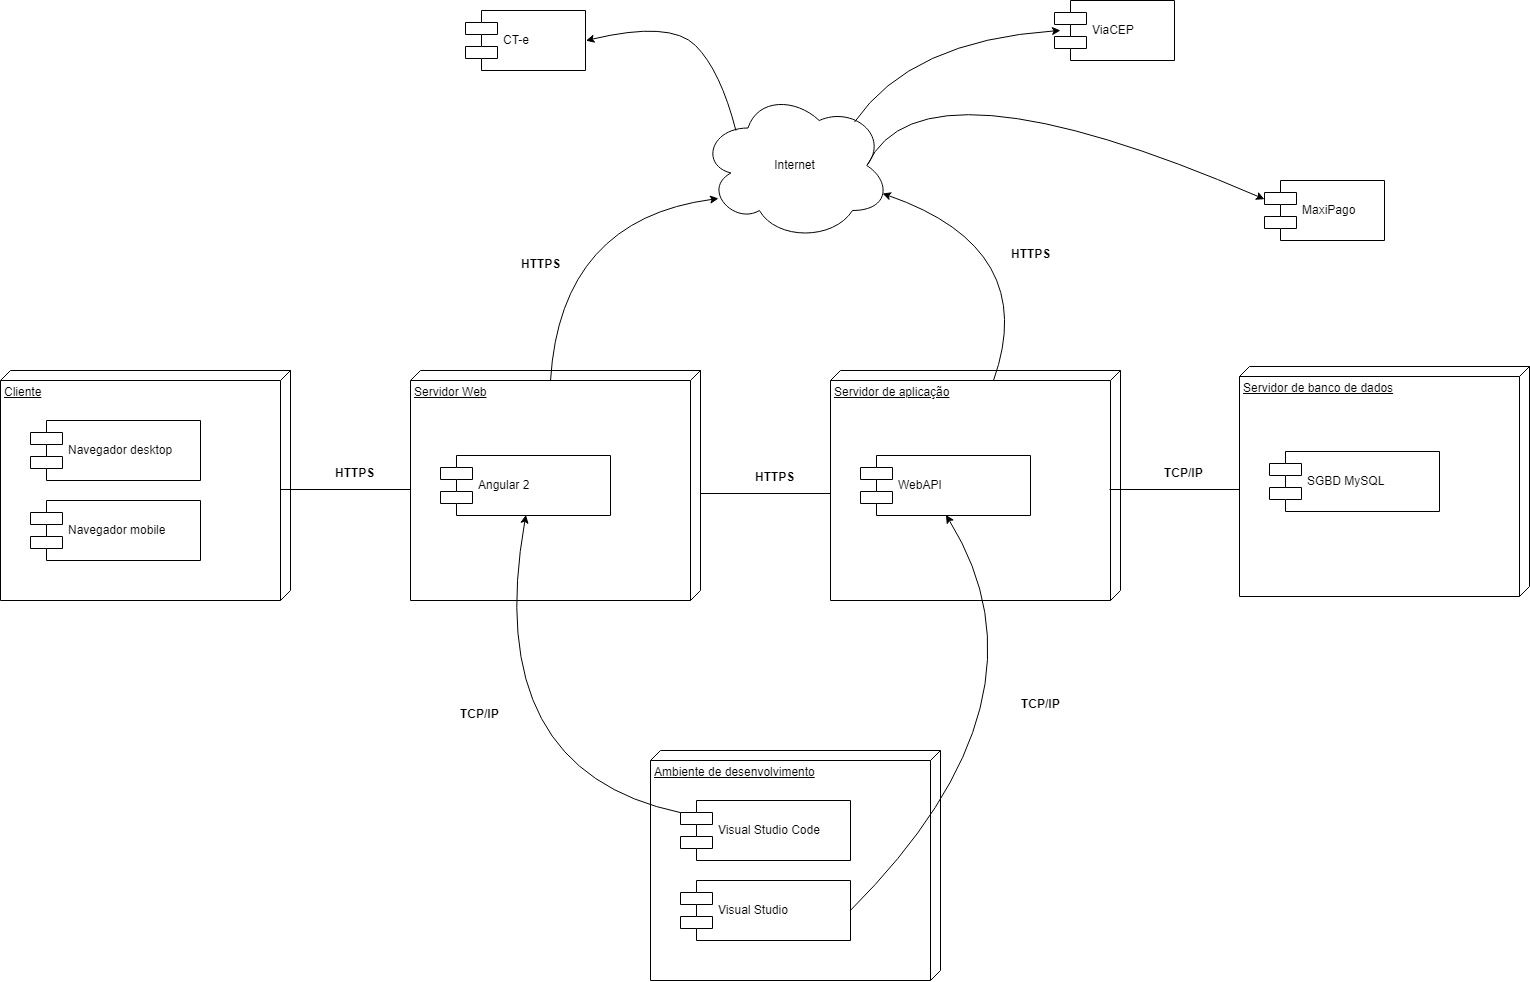 CT-e
ViaCEP
Internet
MaxiPago
HTTPS
HTTPS
Cliente
Navegador desktop
Navegador mobile
HTTPS
Servidor Web
Angular 2
HTTPS
Servidor de aplicação
WebAPI
TCP/IP
Servidor de banco de dados
SGBD MySQL
TCP/IP
TCP/IP
Ambiente de desenvolvimento
Visual Studio Code
Visual Studio